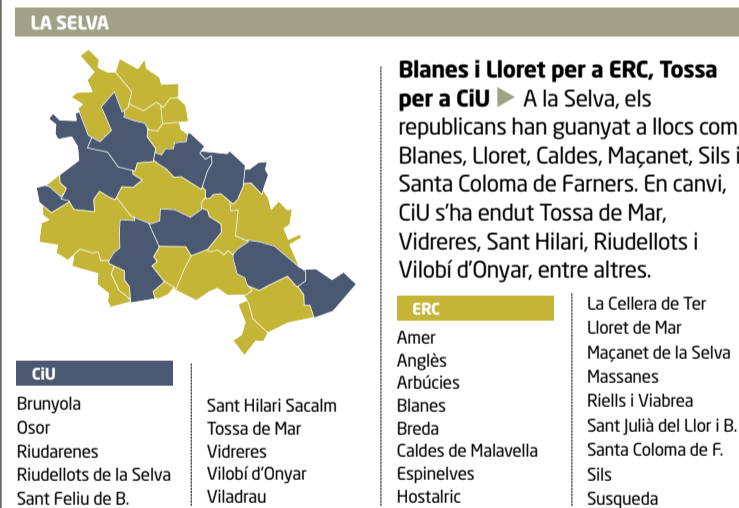 LA SELVA
Blanes i Lloret per a ERC, Tossa
per a CiU ▶ A la Selva, els
republicans han guanyat a llocs com
Blanes, Lloret, Caldes, Maçanet, Sils i
Santa Coloma de Farners. En canvi,
CiU s’ha endut Tossa de Mar,
Vidreres, Sant Hilari, Riudellots i
Vilobí d’Onyar, entre altres.
CiU
Brunyola
Osor
Riudarenes
Riudellots de la Selva
Sant Feliu de B.
Sant Hilari Sacalm
Tossa de Mar
Vidreres
Vilobí d’Onyar
Viladrau
ERC
Amer
Anglès
Arbúcies
Blanes
Breda
Caldes de Malavella
Espinelves
Hostalric
La Cellera de Ter
Lloret de Mar
Maçanet de la Selva
Massanes
Riells i Viabrea
Sant Julià del Llor i B.
Santa Coloma de F.
Sils
Susqueda